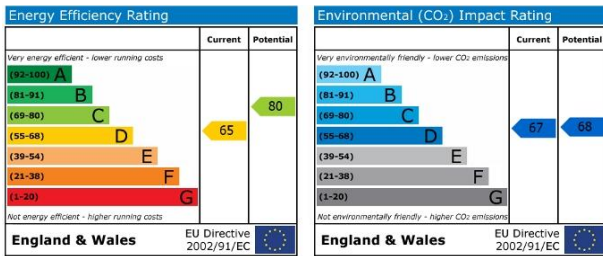 Energy Efficiency Rating
Current Potential
Very energy efficient - lower running costs
(92-100) A
(81-91) B
(69-80) C
(55-68) D
(39-54) E
(21-38) F
(1-20) G
65
80
Not energy efficient - higher running costs
England & Wales
EU Directive
2002/91/EC
Environmental (CO₂) Impact Rating
Current Potential
Very environmentally friendly - lower CO₂ emissions
(92-100) A
(81-91) B
(69-80) C
(55-68) D
(39-54) E
(21-38) F
(1-20) G
67
68
Not environmentally friendly - higher CO₂ emissions
England & Wales
EU Directive
2002/91/EC